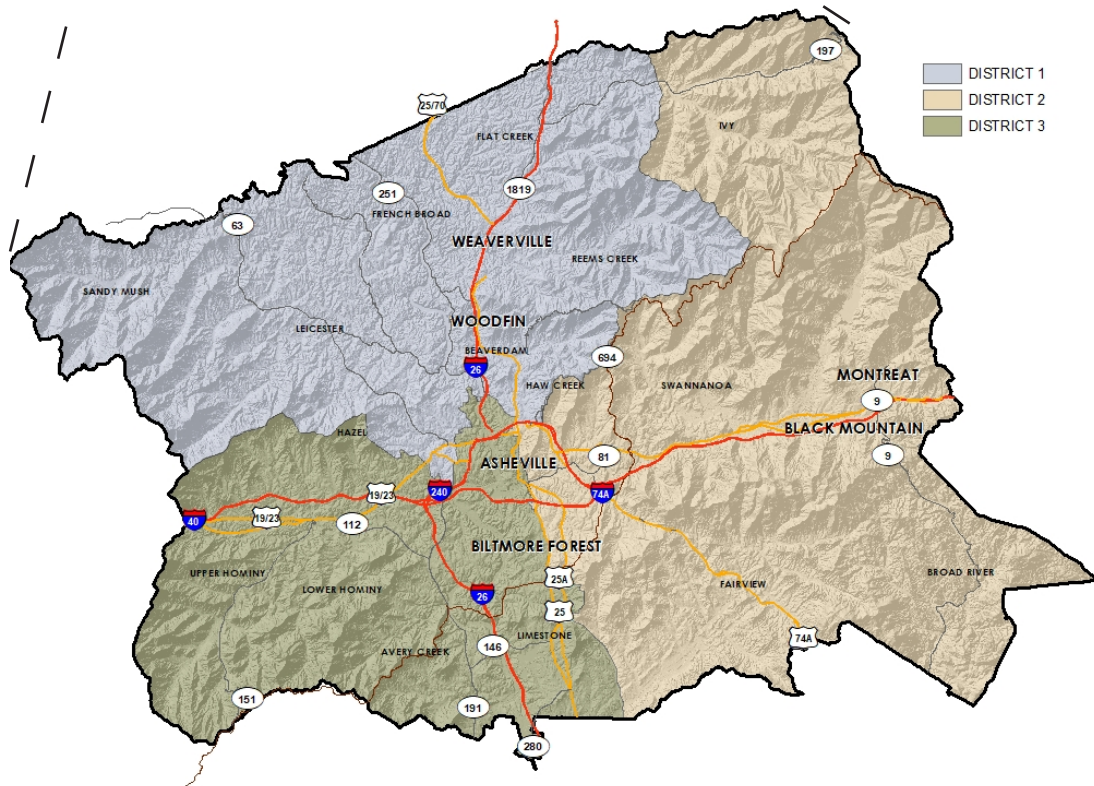 197
DISTRICT 1
DISTRICT 2
DISTRICT 3
25/70
IVY
FLAT CREEK
1819
251
FRENCH BROAD
63
WEAVERVILLE
REEMS CREEK
SANDY MUSH
LEICESTER
WOODFIN
BEAVERDAM
694
26
HAW CREEK
SWANNANOA
MONTREAT
9
BLACK MOUNTAIN
HAZEL
9
81
ASHEVILLE
240
74A
19/23
40
19/23
112
BILTMORE FOREST
UPPER HOMINY
LOWER HOMINY
25A
FAIRVIEW
BROAD RIVER
26
25
LIMESTONE
74A
146
AVERY CREEK
151
191
280